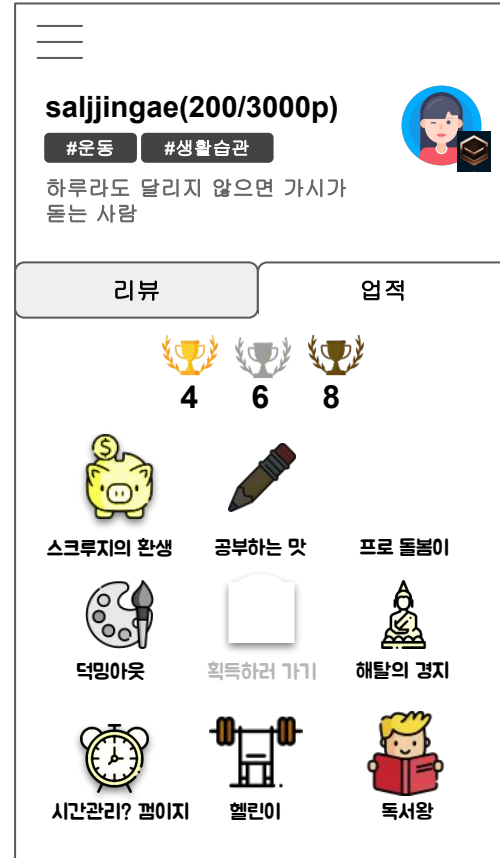 saljjingae(200/3000p)
#운동 #생활습관
하루라도 달리지 않으면 가시가
돋는 사람
리뷰 업적
4 6 8
스크루지의 환생 공부하는 맛 프로 돌봄이
덕밍아웃 획득하러 가기 해탈의 경지
시간관리? 껌이지 헬린이 독서왕